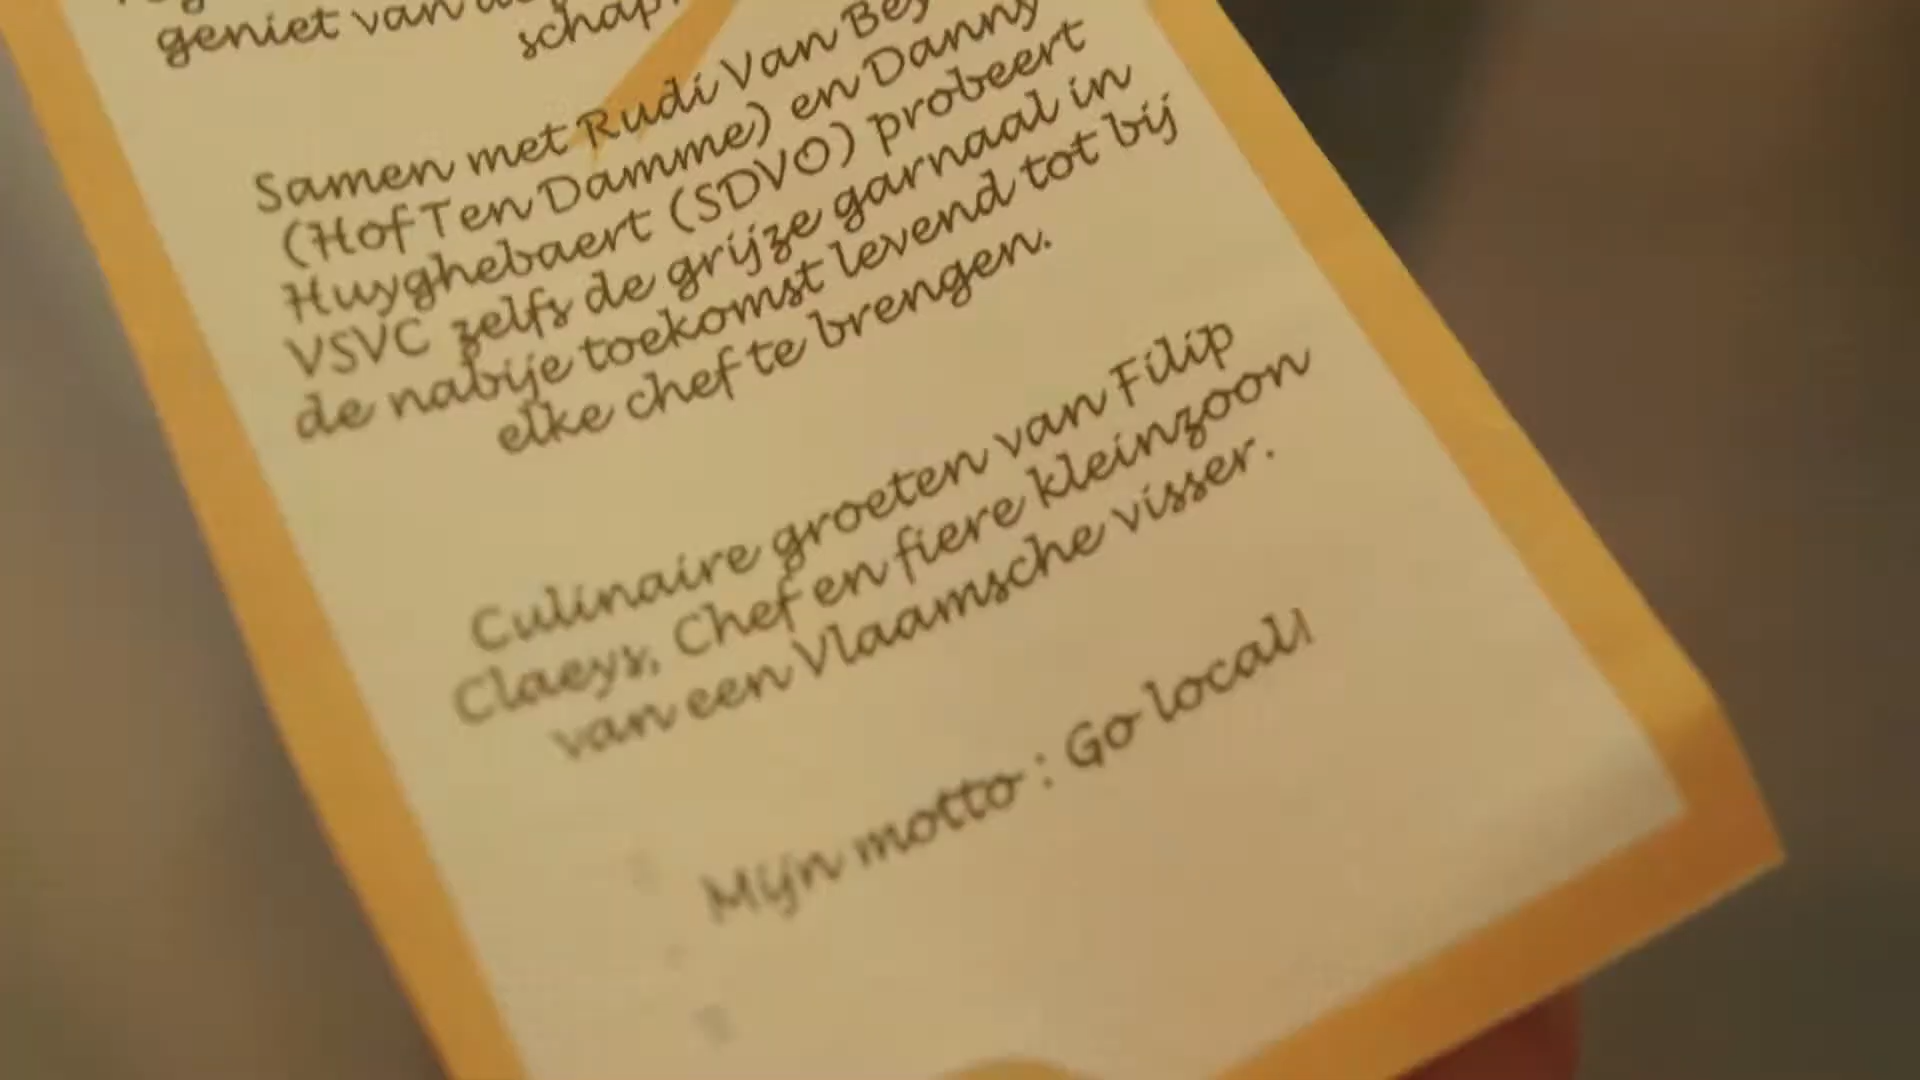 geniet van
schap
Samen met Rudi Van
(Hof Ten Damme) en Danny
Huyghebaert (SDVO) probeert
VSVC zelfs de grijze garnaal in
de nabije toekomst levend tot bij
elke chef te brengen.
Culinaire groeten van Filip
Claeys, Chef en fiere kleinzoon
van een Vlaamsche visser.
Mijn motto : Go local!